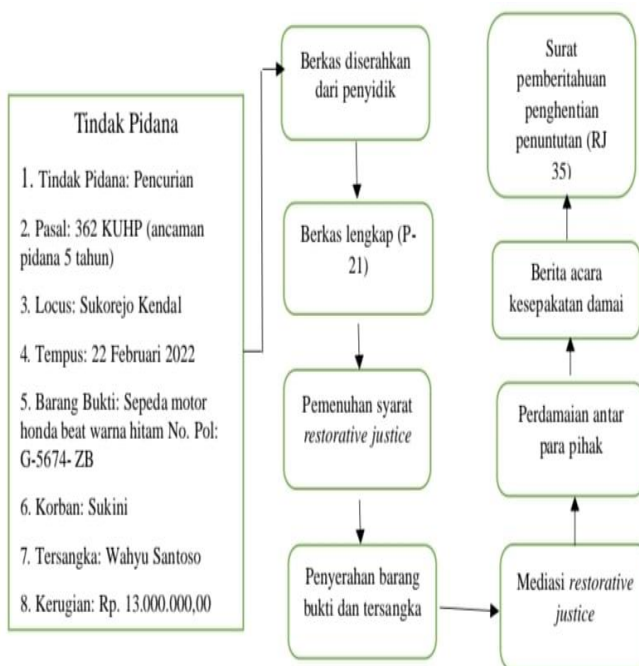 Tindak Pidana
1. Tindak Pidana: Pencurian
2. Pasal: 362 KUHP (ancaman
pidana 5 tahun)
3. Locus: Sukorejo Kendal
4. Tempus: 22 Februari 2022
5. Barang Bukti: Sepeda motor
honda beat warna hitam No. Pol:
G-5674- ZB
6. Korban: Sukini
7. Tersangka: Wahyu Santoso
8. Kerugian: Rp. 13.000.000,00
Berkas diserahkan
dari penyidik
Berkas lengkap (P-
21)
Pemenuhan syarat
restorative justice
Penyerahan barang
bukti dan tersangka
Mediasi restorative
justice
Perdamaian antar
para pihak
Berita acara
kesepakatan damai
Surat
pemberitahuan
penghentian
penuntutan (RJ
35)